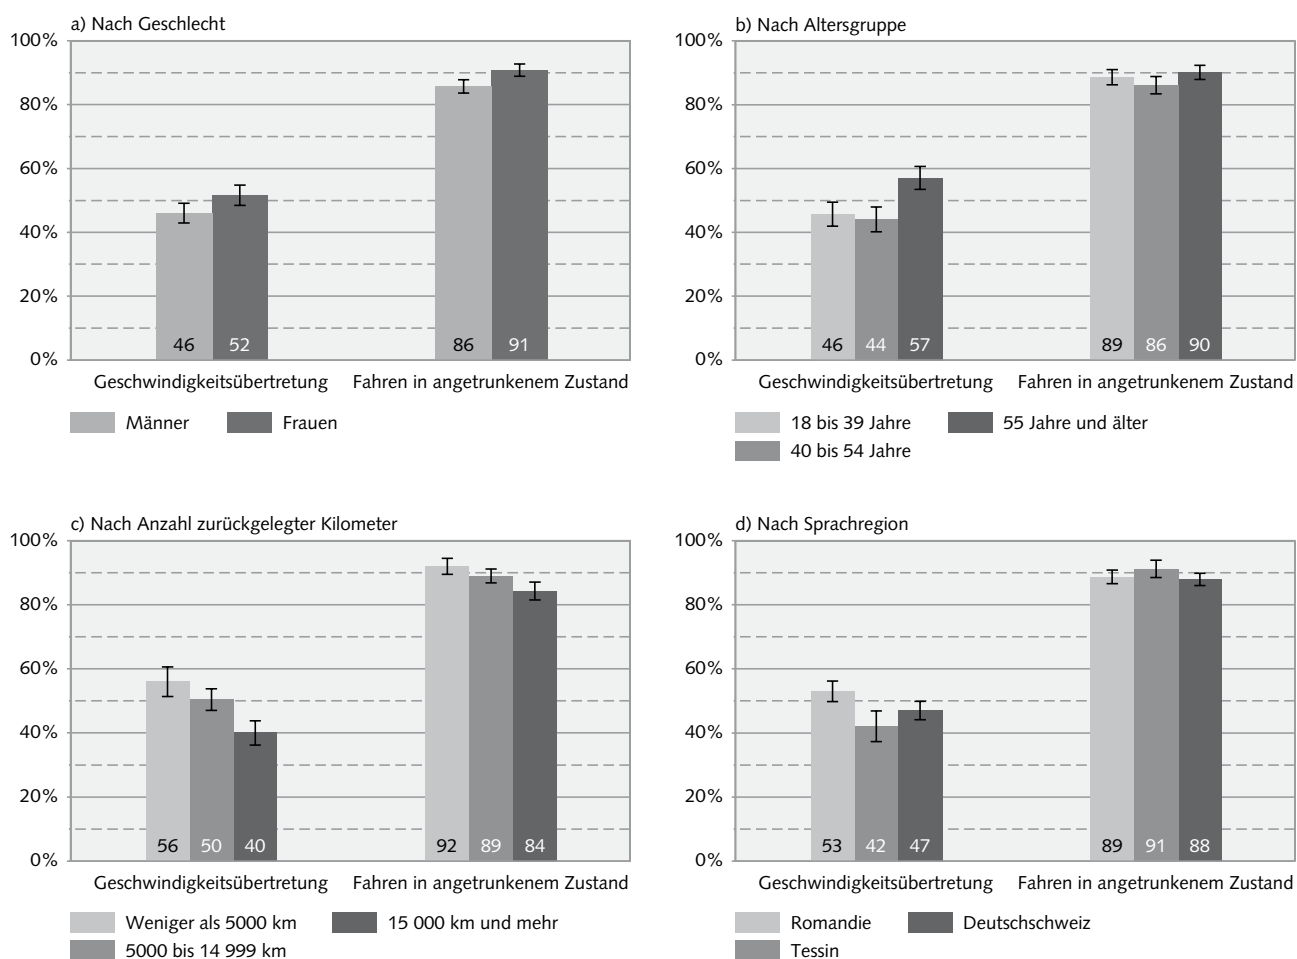 a) Nach Geschlecht
100%
80%
60%
40%
20%
0%
46 52 86 91
Geschwindigkeitsübertretung Fahren in angetrunkenem Zustand
Männer Frauen
b) Nach Altersgruppe
100%
80%
60%
40%
20%
0%
46 44 57 89 86 90
Geschwindigkeitsübertretung Fahren in angetrunkenem Zustand
18 bis 39 Jahre 55 Jahre und älter
40 bis 54 Jahre
c) Nach Anzahl zurückgelegter Kilometer
100%
80%
60%
40%
20%
0%
56 50 40 92 89 84
Geschwindigkeitsübertretung Fahren in angetrunkenem Zustand
Weniger als 5000 km 15 000 km und mehr
5000 bis 14 999 km
d) Nach Sprachregion
100%
80%
60%
40%
20%
0%
53 42 47 89 91 88
Geschwindigkeitsübertretung Fahren in angetrunkenem Zustand
Romandie Deutschschweiz
Tessin